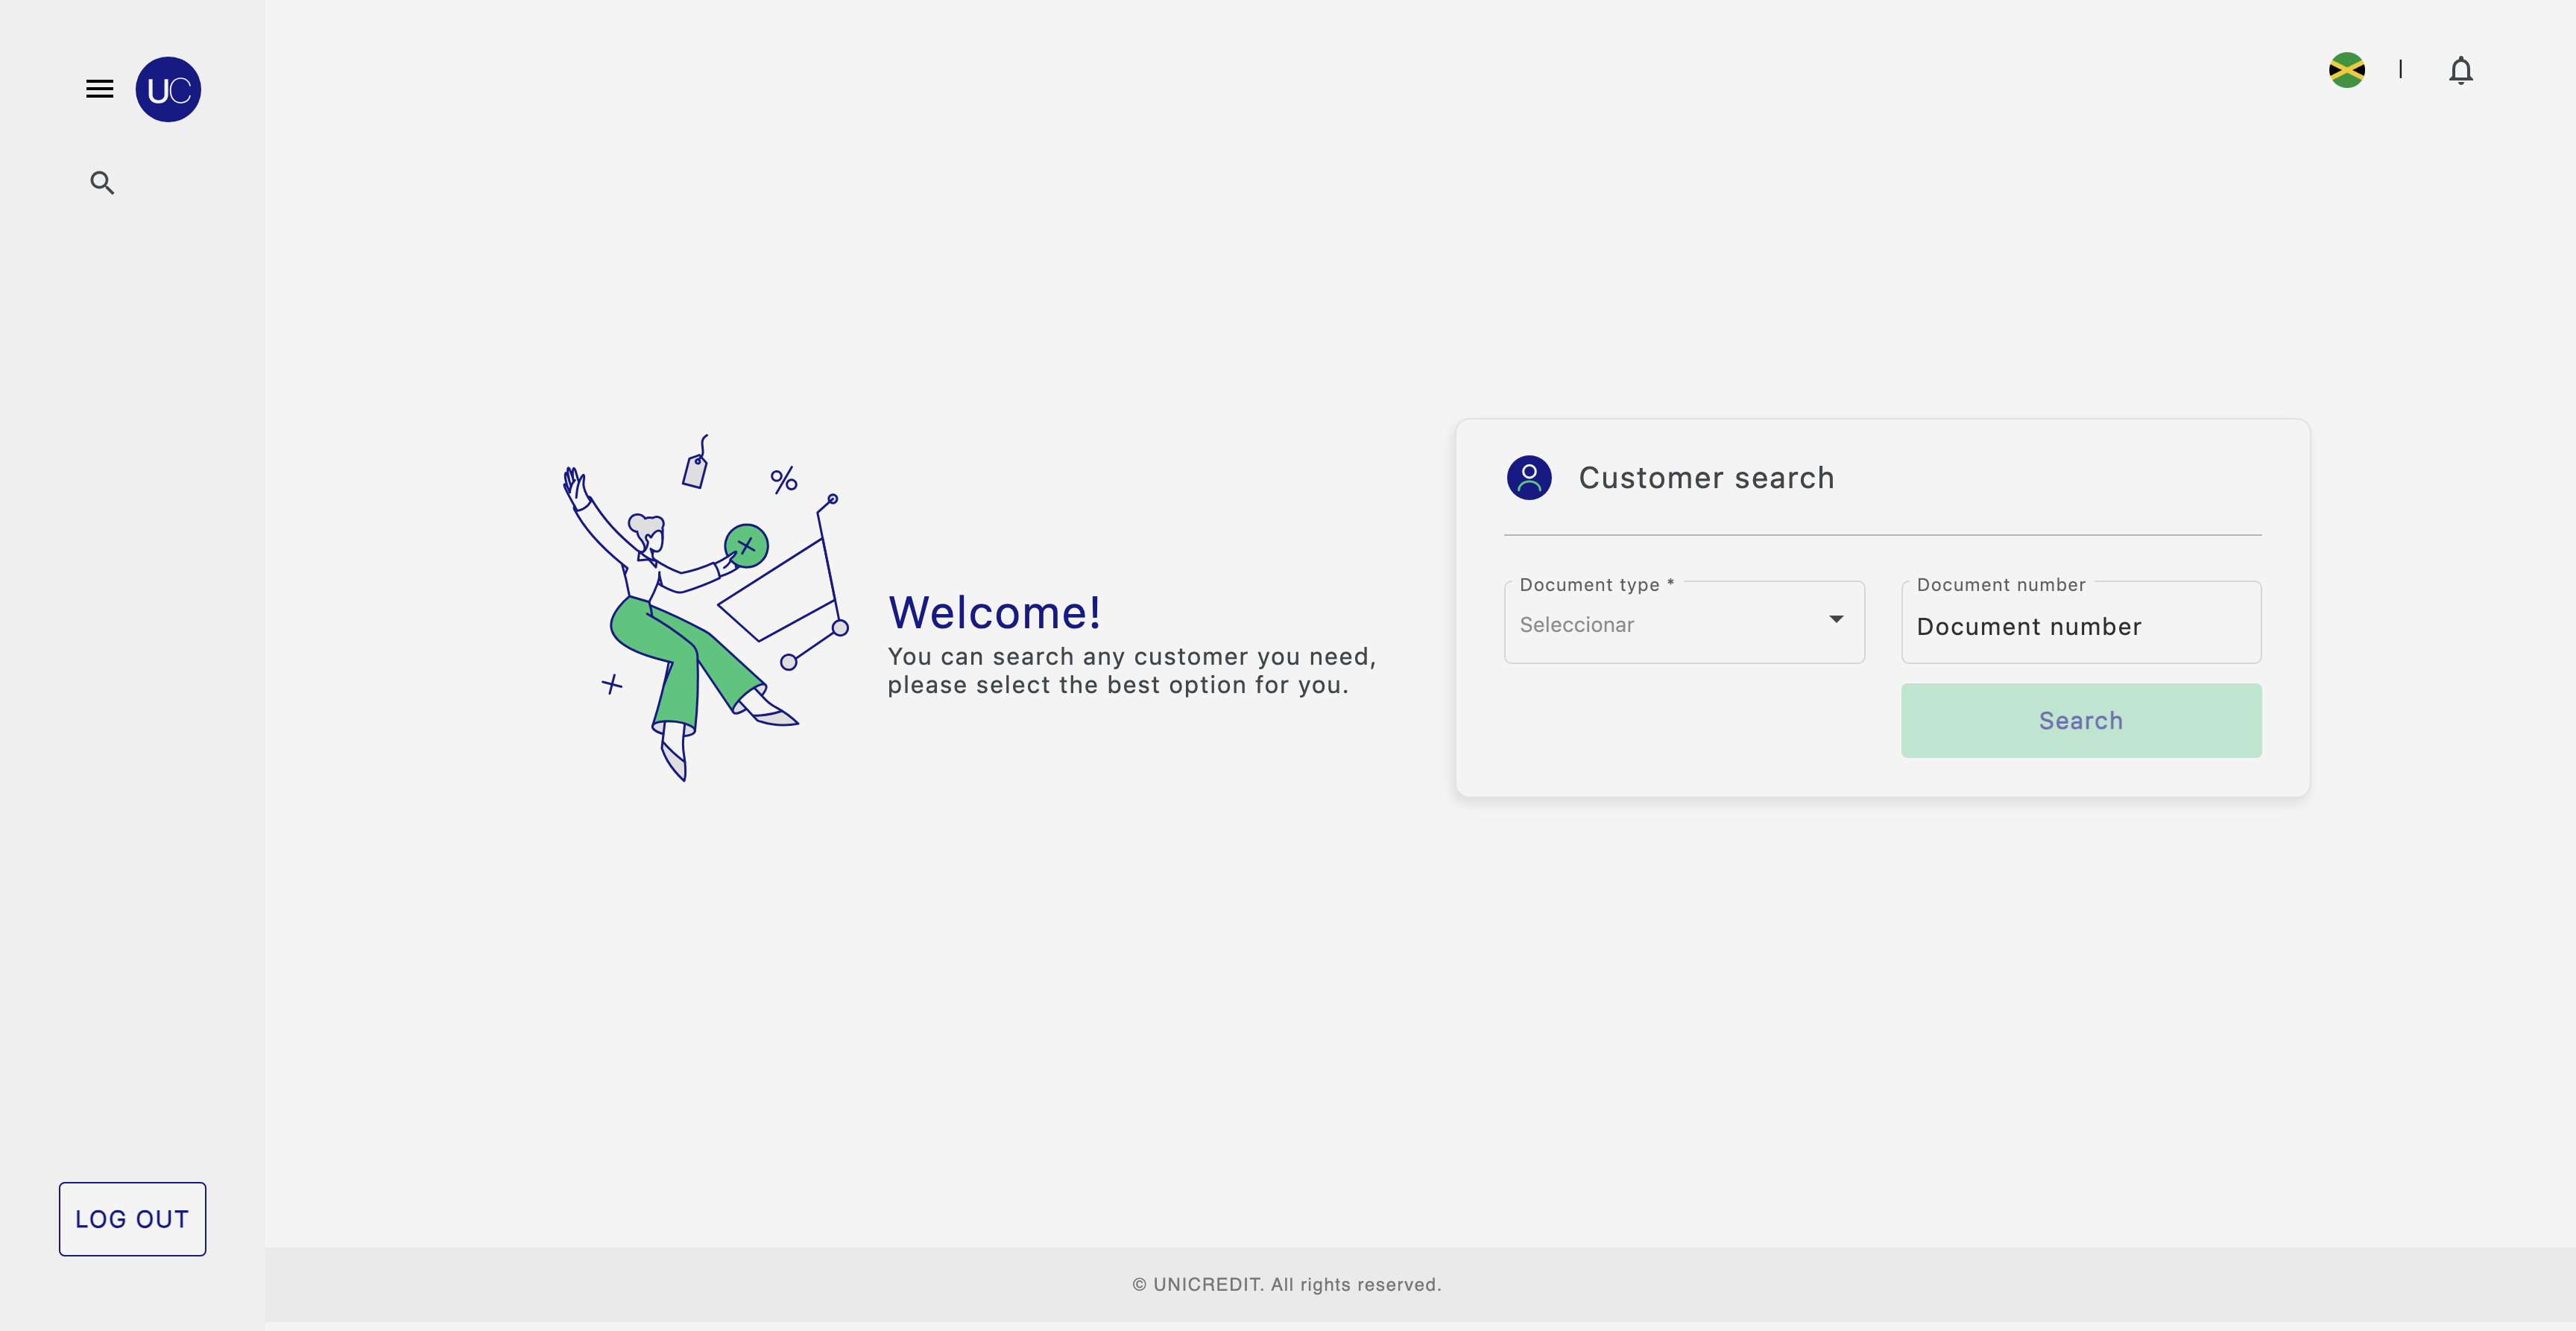 UC
Welcome!
You can search any customer you need,
please select the best option for you.
Customer search
Document type *
Seleccionar
Document number
Document number
Search
LOG OUT
© UNICREDIT. All rights reserved.